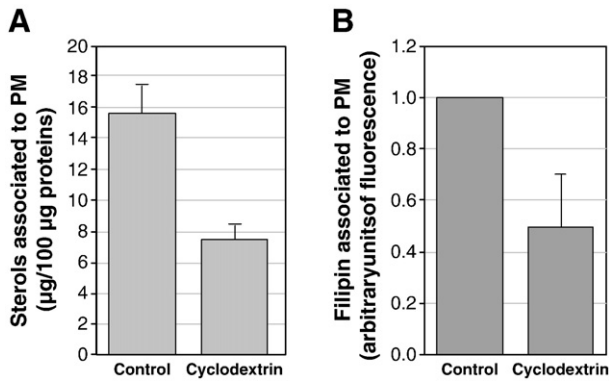 A
Sterols associated to PM
(µg/100 µg proteins)
20
18
16
14
12
10
8
6
4
2
0
Control Cyclodextrin
B
Filipin associated to PM
(arbitraryunitsof fluorescence)
1.2
1.0
0.8
0.6
0.4
0.2
0.0
Control Cyclodextrin